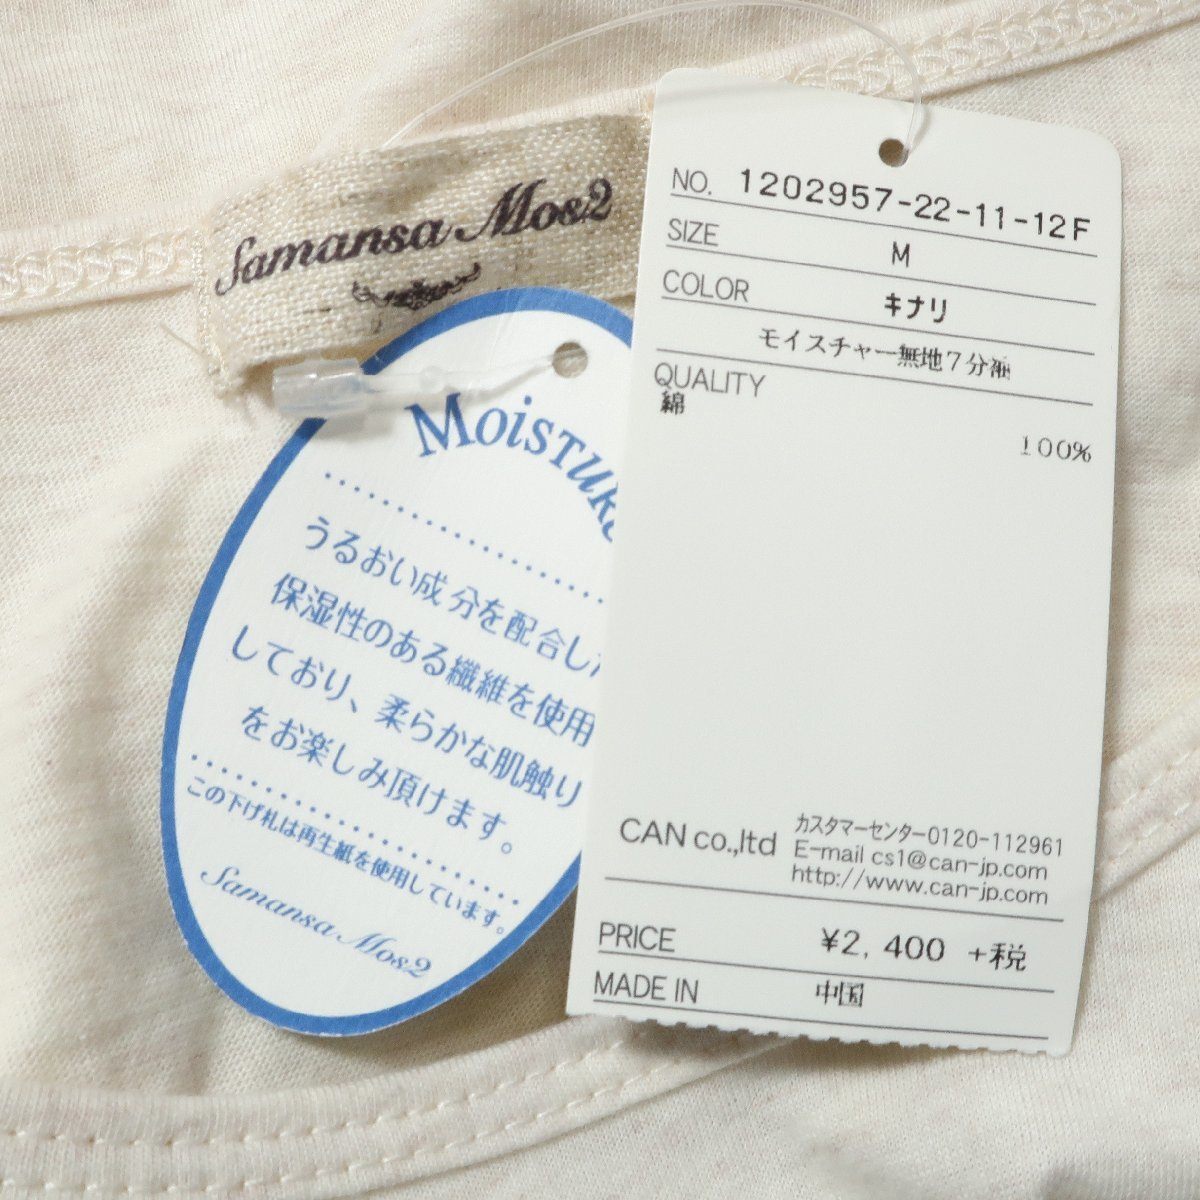 Samansa Mos2
NO. 1202957-22-11-12F
SIZE M
COLOR キナリ
モイスチャー無地7分袖
QUALITY
綿
100%
CAN co.,ltd
カスタマーセンター0120-112961
E-mail cs1@can-jp.com
http://www.can-jp.com
PRICE ¥2,400 +税
MADE IN 中国
うるおい成分を配合し
保湿性のある繊維を使用
しており、柔らかな肌触り
をお楽しみ頂けます。
この下げ札は再生紙を使用しています。
Samansa Mos2